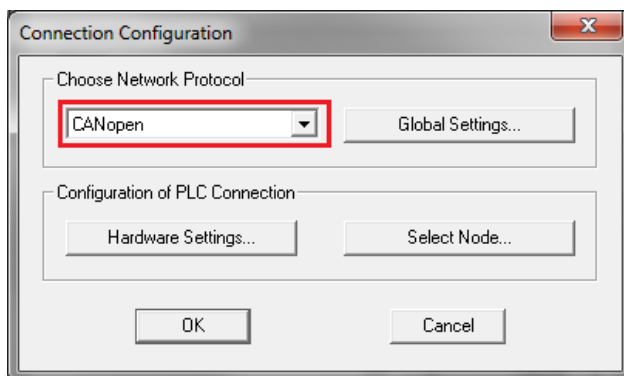 Connection Configuration
Choose Network Protocol
CANopen
Global Settings...
Configuration of PLC Connection
Hardware Settings...
Select Node...
OK
Cancel